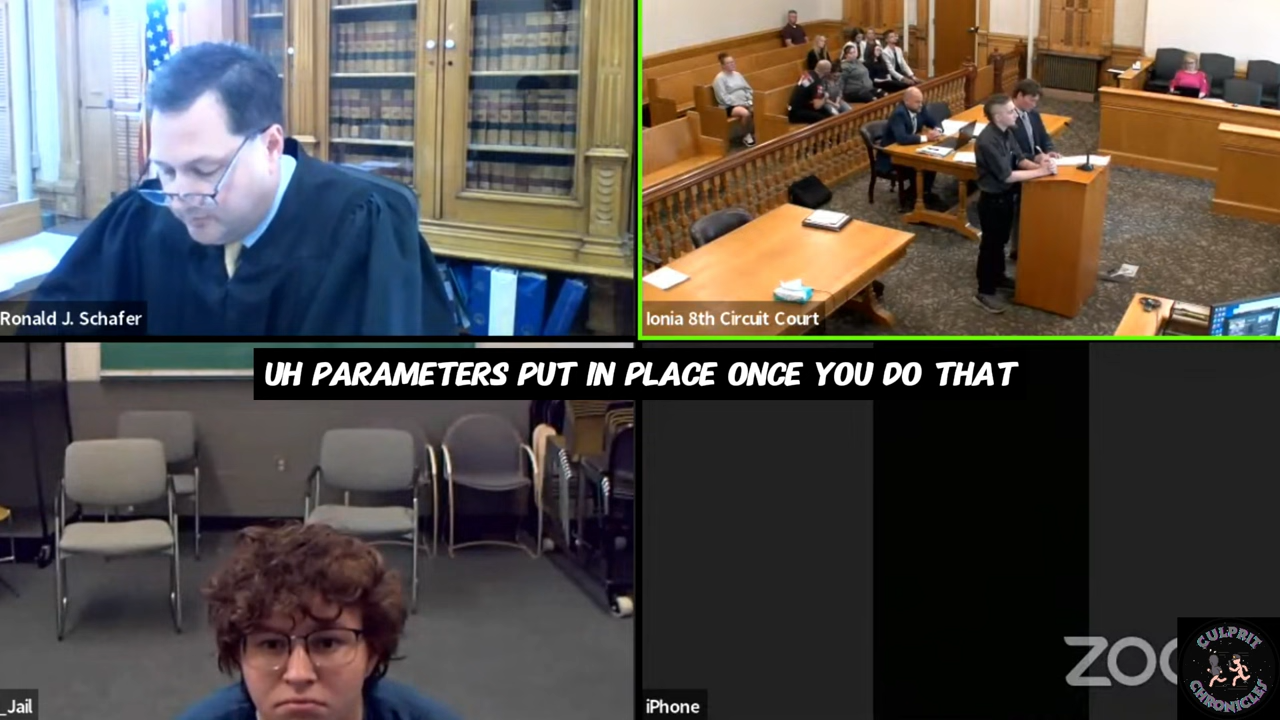 Ronald J. Schafer
Ionia 8th Circuit Court
UH PARAMETERS PUT IN PLACE ONCE YOU DO THAT
_Jail
iPhone
ZOO
CULPRIT
CHRONICLES